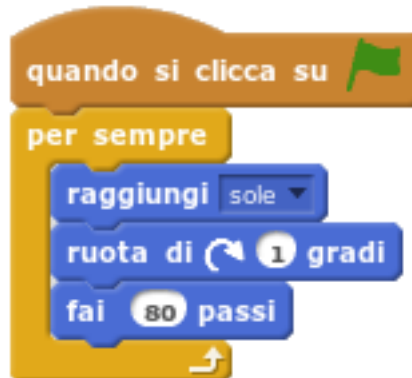 quando si clicca su
per sempre
raggiungi sole
ruota di 1 gradi
fai 80 passi